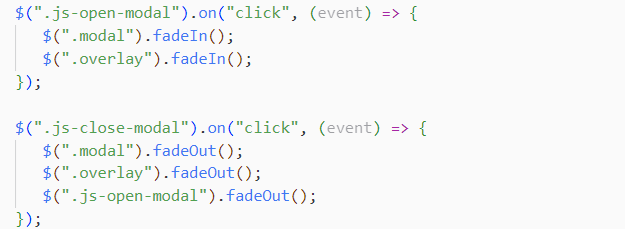 $(".js-open-modal").on("click", (event) => {
$(".modal").fadeIn();
$(".overlay").fadeIn();
});
$(".js-close-modal").on("click", (event) => {
$(".modal").fadeOut();
$(".overlay").fadeOut();
$(".js-open-modal").fadeOut();
});